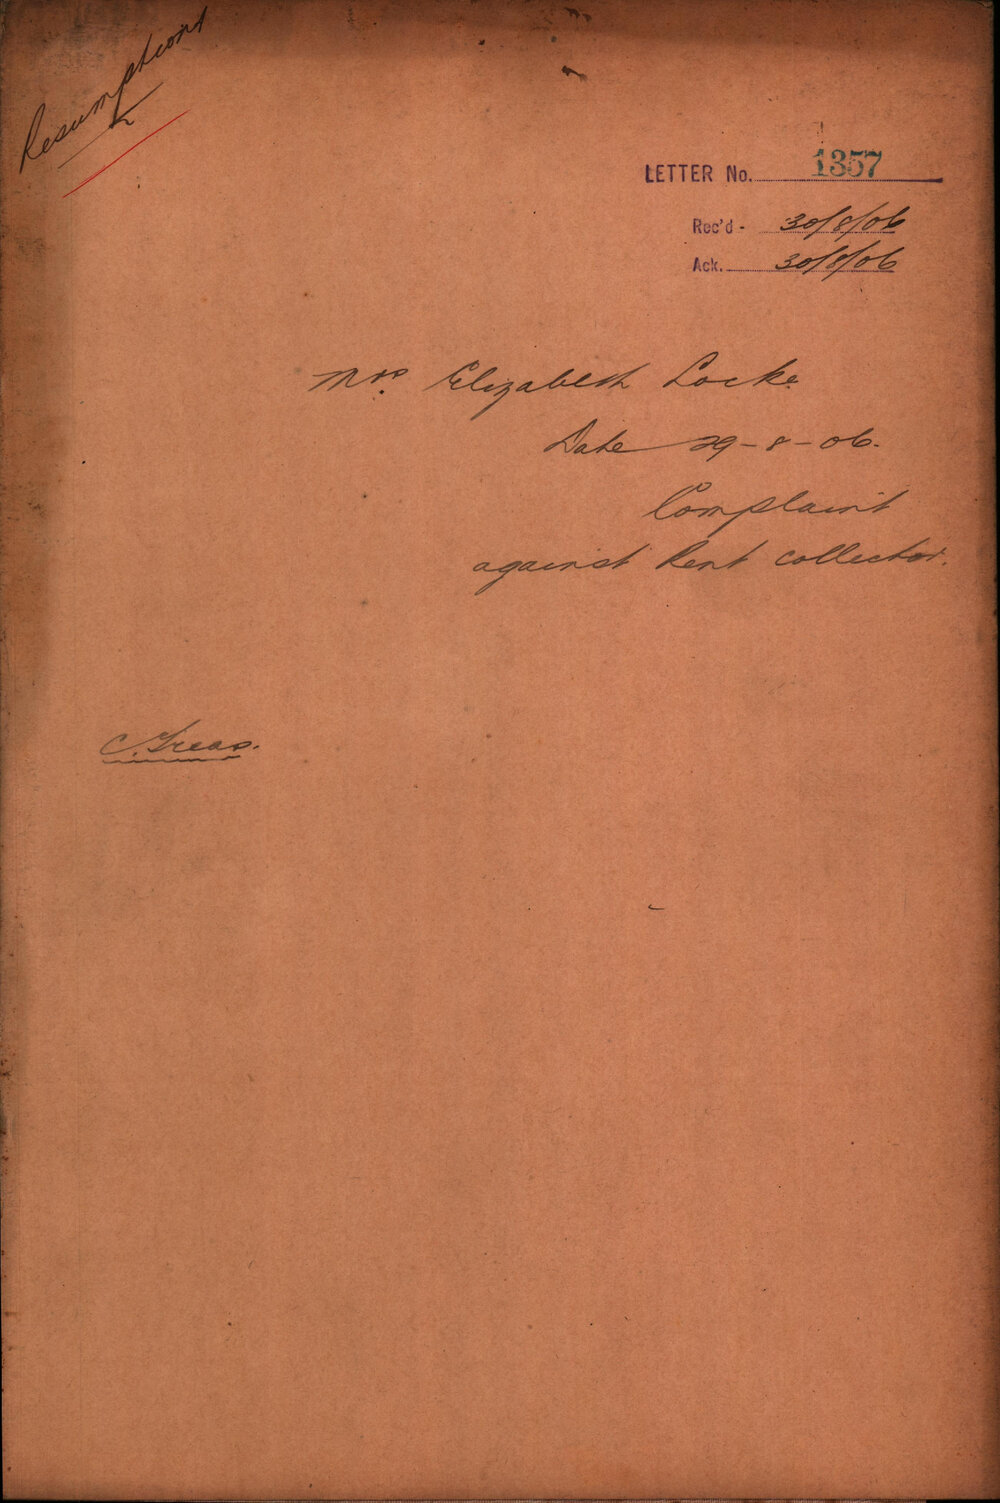 Resumptions
LETTER No. 1357
Rec'd - 30/8/06
Ack. 30/8/06
Mrs. Elizabeth Locke
Date 29-8-06.
Complaint
against Rent collector.
C. Treas.